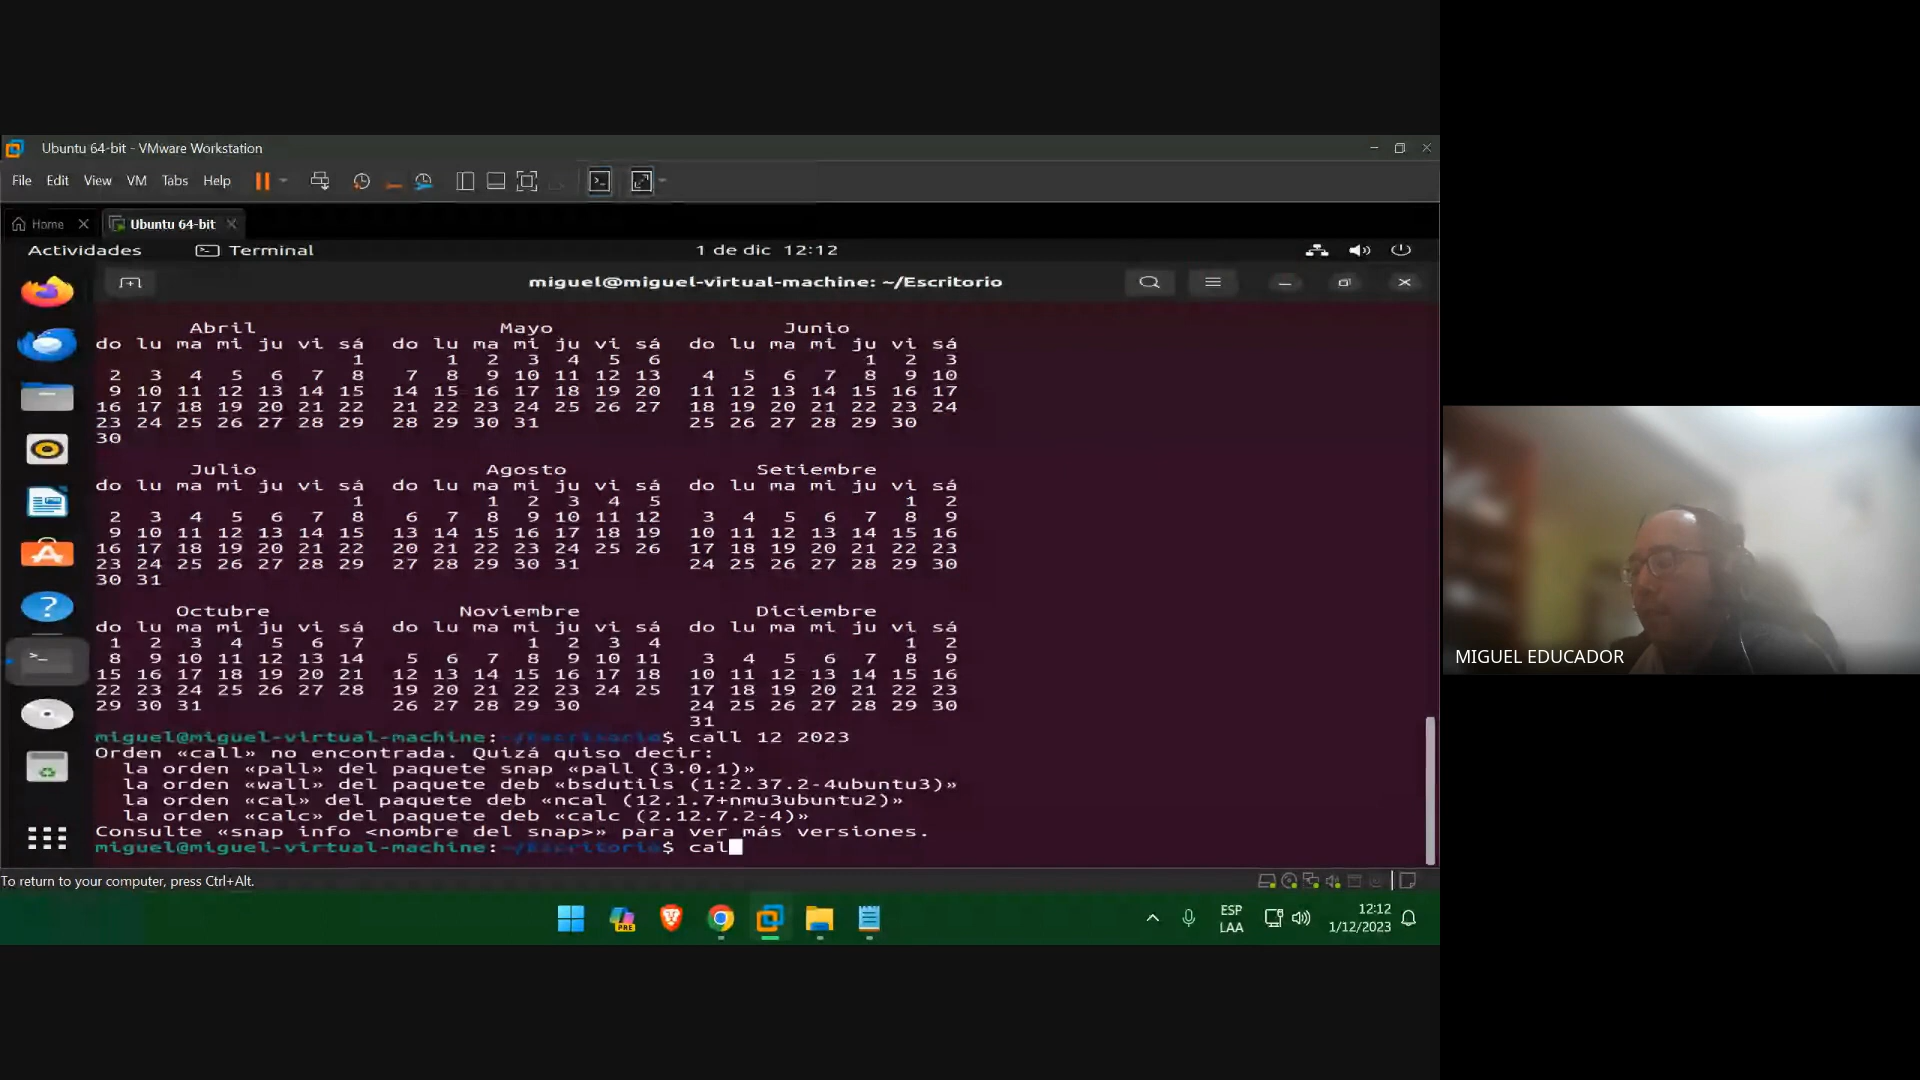 Ubuntu 64-bit - VMware Workstation
File Edit View VM Tabs Help
Home Ubuntu 64-bit
Actividades Terminal 1 de dic 12:12
miguel@miguel-virtual-machine: ~/Escritorio
Abril Mayo Junio
do lu ma mi ju vi sá do lu ma mi ju vi sá do lu ma mi ju vi sá
1 1 2 3 4 5 6 1 2 3
2 3 4 5 6 7 8 7 8 9 10 11 12 13 4 5 6 7 8 9 10
9 10 11 12 13 14 15 14 15 16 17 18 19 20 11 12 13 14 15 16 17
16 17 18 19 20 21 22 21 22 23 24 25 26 27 18 19 20 21 22 23 24
23 24 25 26 27 28 29 28 29 30 31 25 26 27 28 29 30
30
Julio Agosto Setiembre
do lu ma mi ju vi sá do lu ma mi ju vi sá do lu ma mi ju vi sá
1 1 2 3 4 5 1 2
2 3 4 5 6 7 8 6 7 8 9 10 11 12 3 4 5 6 7 8 9
9 10 11 12 13 14 15 13 14 15 16 17 18 19 10 11 12 13 14 15 16
16 17 18 19 20 21 22 20 21 22 23 24 25 26 17 18 19 20 21 22 23
23 24 25 26 27 28 29 27 28 29 30 31 24 25 26 27 28 29 30
30 31
Octubre Noviembre Diciembre
do lu ma mi ju vi sá do lu ma mi ju vi sá do lu ma mi ju vi sá
1 2 3 4 5 6 7 1 2 3 4 1 2
8 9 10 11 12 13 14 5 6 7 8 9 10 11 3 4 5 6 7 8 9
15 16 17 18 19 20 21 12 13 14 15 16 17 18 10 11 12 13 14 15 16
22 23 24 25 26 27 28 19 20 21 22 23 24 25 17 18 19 20 21 22 23
29 30 31 26 27 28 29 30 24 25 26 27 28 29 30
31
miguel@miguel-virtual-machine:~/Escritorio$ call 12 2023
Orden «call» no encontrada. Quizá quiso decir:
la orden «pall» del paquete snap «pall (3.0.1)»
la orden «wall» del paquete deb «bsdutils (1:2.37.2-4ubuntu3)»
la orden «cal» del paquete deb «ncal (12.1.7+nmu3ubuntu2)»
la orden «calc» del paquete deb «calc (2.12.7.2-4)»
Consulte «snap info <nombre del snap>» para ver más versiones.
miguel@miguel-virtual-machine:~/Escritorio$ cal
To return to your computer, press Ctrl+Alt.
PRE
ESP
LAA
12:12
1/12/2023
MIGUEL EDUCADOR